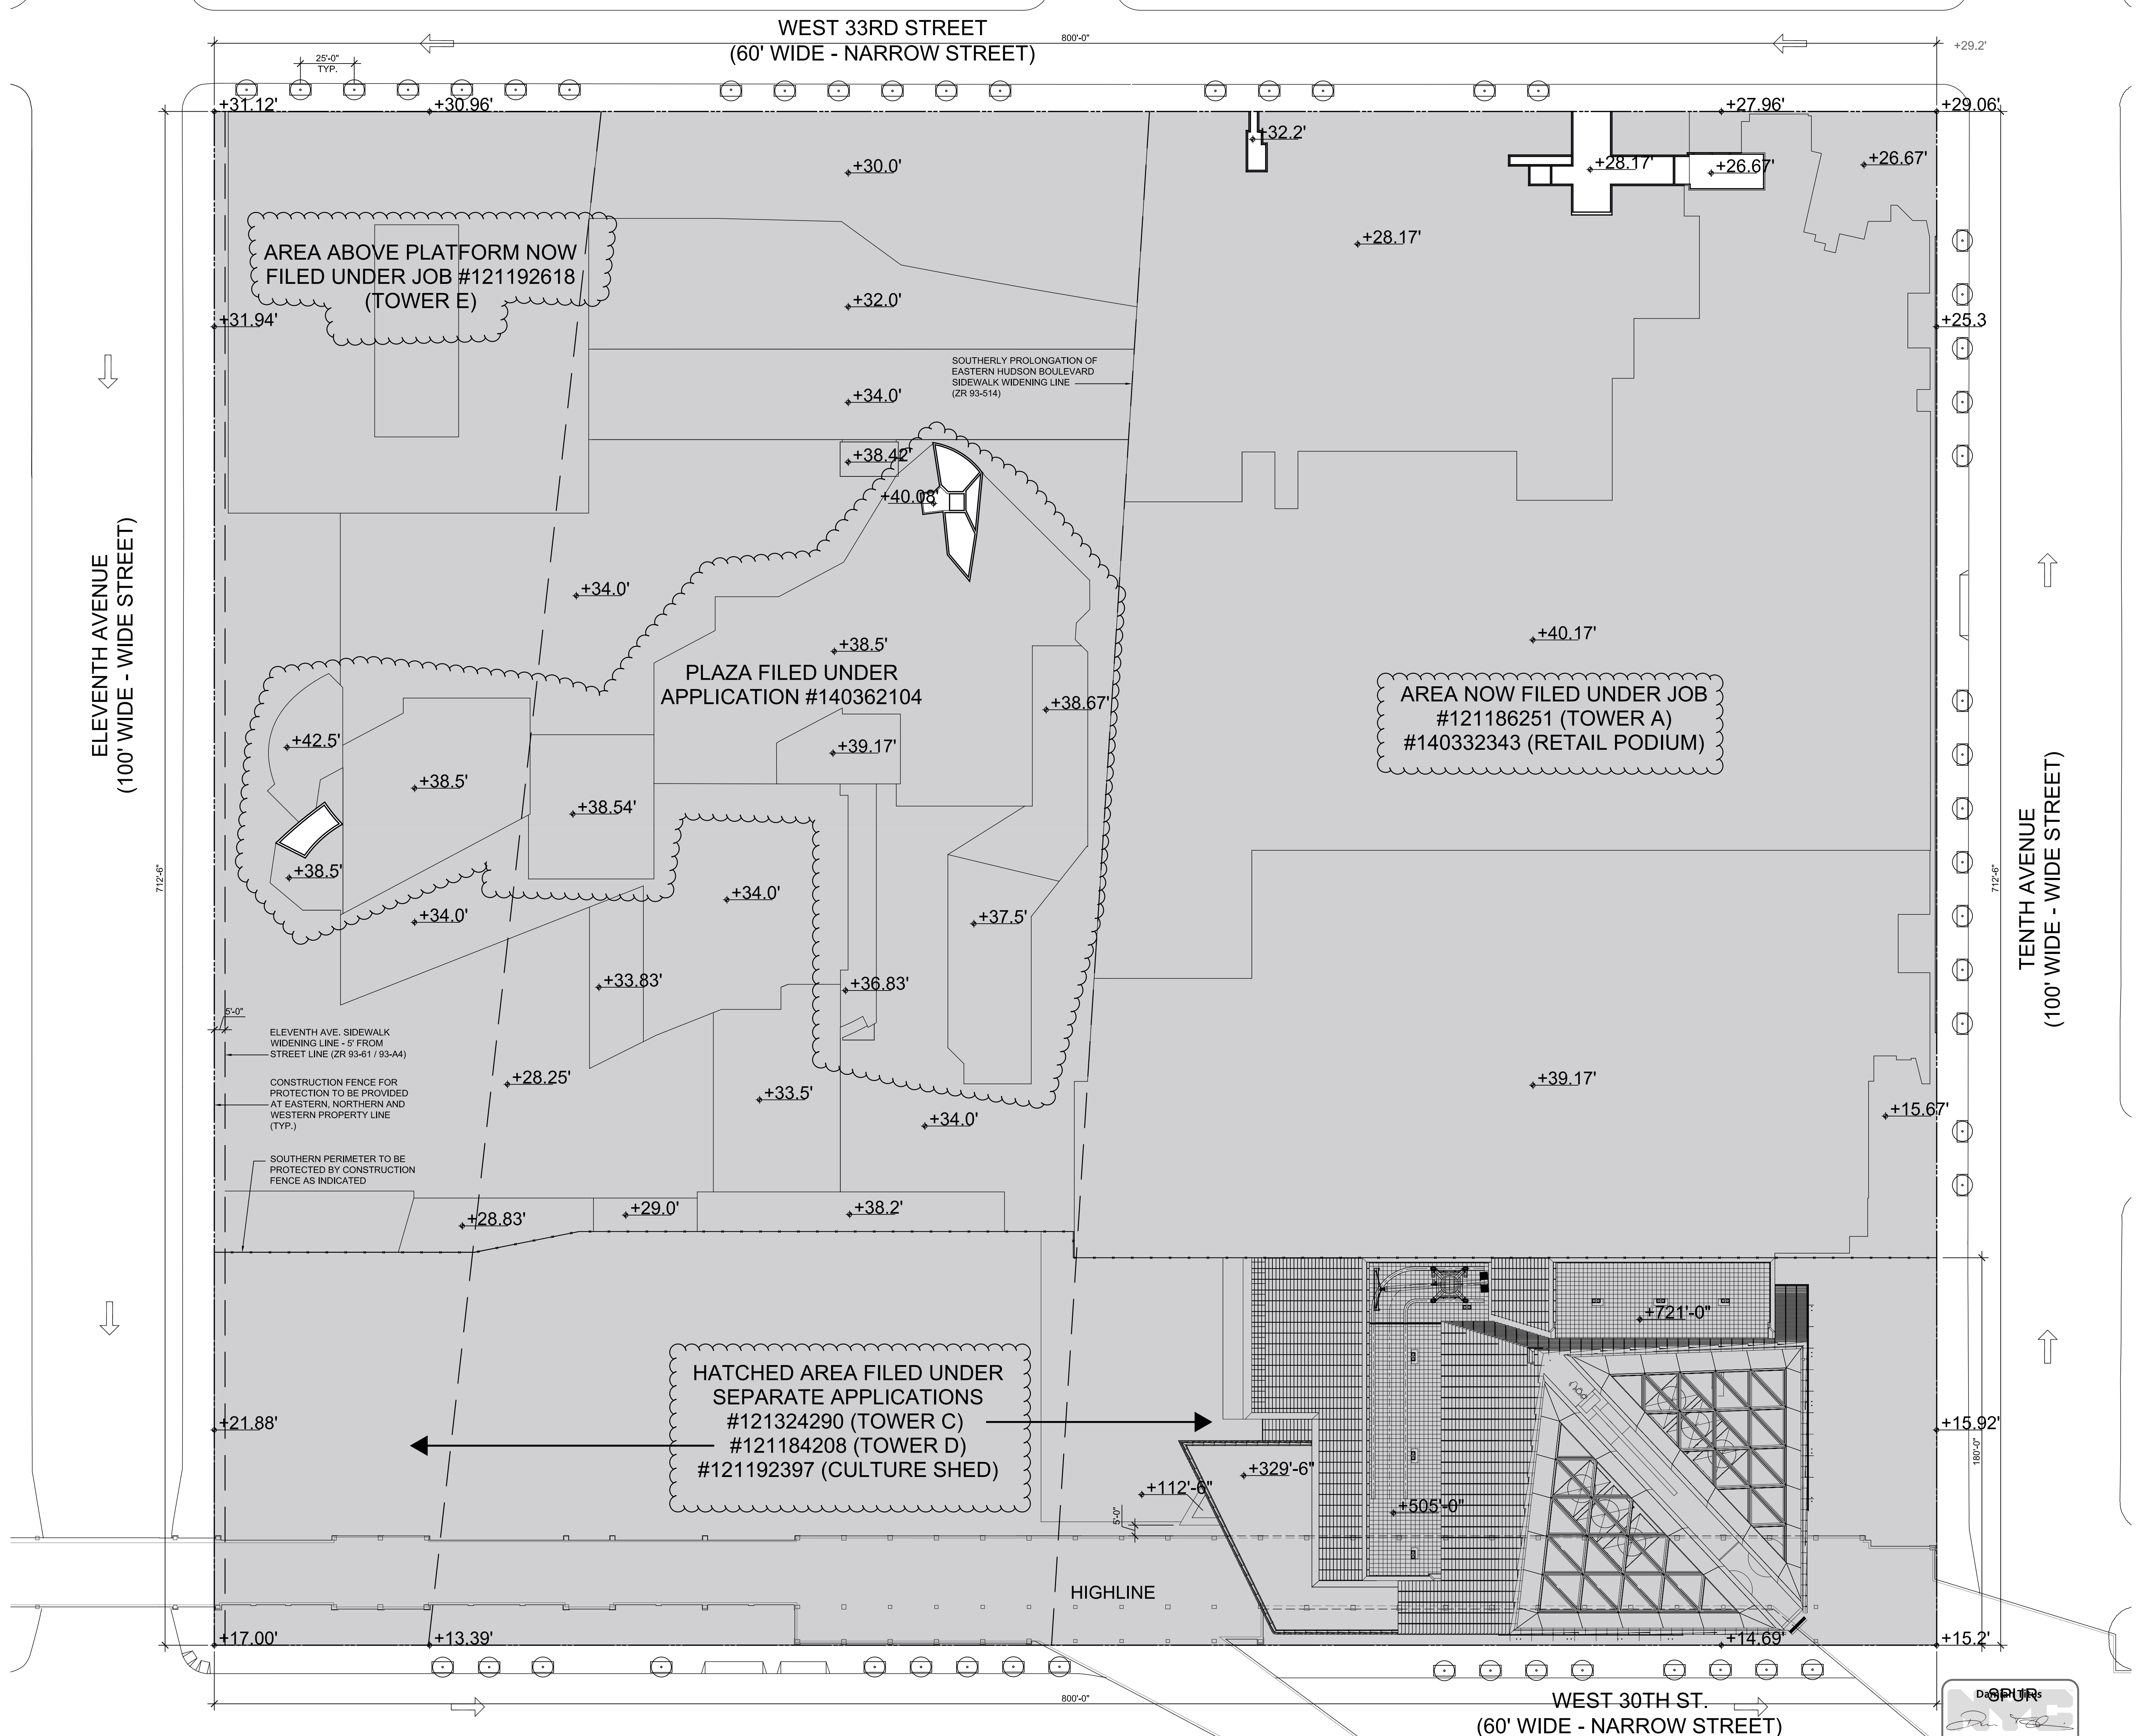 WEST 33RD STREET
(60' WIDE - NARROW STREET)
800'-0"
+29.2'
25'-0"
TYP.
+31.12'
+30.96'
+27.96'
+29.06'
+32.2'
+28.17'
+26.67'
+26.67'
+30.0'
+28.17'
AREA ABOVE PLATFORM NOW
FILED UNDER JOB #121192618
(TOWER E)
+32.0'
+31.94'
+25.3
SOUTHERLY PROLONGATION OF
EASTERN HUDSON BOULEVARD
SIDEWALK WIDENING LINE
(ZR 93-514)
+34.0'
+38.42'
+40.08'
ELEVENTH AVENUE
(100' WIDE - WIDE STREET)
+34.0'
+38.5'
+40.17'
PLAZA FILED UNDER
APPLICATION #140362104
+38.67'
AREA NOW FILED UNDER JOB
#121186251 (TOWER A)
#140332343 (RETAIL PODIUM)
+42.5'
+39.17'
+38.5'
+38.54'
TENTH AVENUE
(100' WIDE - WIDE STREET)
712'-6"
712'-6"
+38.5'
+34.0'
+34.0'
+37.5'
+33.83'
+36.83'
5'-0"
ELEVENTH AVE. SIDEWALK
WIDENING LINE - 5' FROM
STREET LINE (ZR 93-61 / 93-A4)
CONSTRUCTION FENCE FOR
PROTECTION TO BE PROVIDED
AT EASTERN, NORTHERN AND
WESTERN PROPERTY LINE
(TYP.)
+28.25'
+33.5'
+39.17'
+34.0'
+15.67'
SOUTHERN PERIMETER TO BE
PROTECTED BY CONSTRUCTION
FENCE AS INDICATED
+28.83'
+29.0'
+38.2'
+721'-0"
HATCHED AREA FILED UNDER
SEPARATE APPLICATIONS
#121324290 (TOWER C)
#121184208 (TOWER D)
#121192397 (CULTURE SHED)
+21.88'
+15.92'
180'-0"
+329'-6"
+112'-6"
+505'-0"
5'-0"
HIGHLINE
+17.00'
+13.39'
+14.69'
+15.2'
800'-0"
WEST 30TH ST.
(60' WIDE - NARROW STREET)
SPUR
NYC